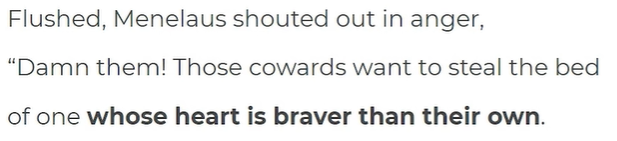 Flushed, Menelaus shouted out in anger,
“Damn them! Those cowards want to steal the bed
of one whose heart is braver than their own.